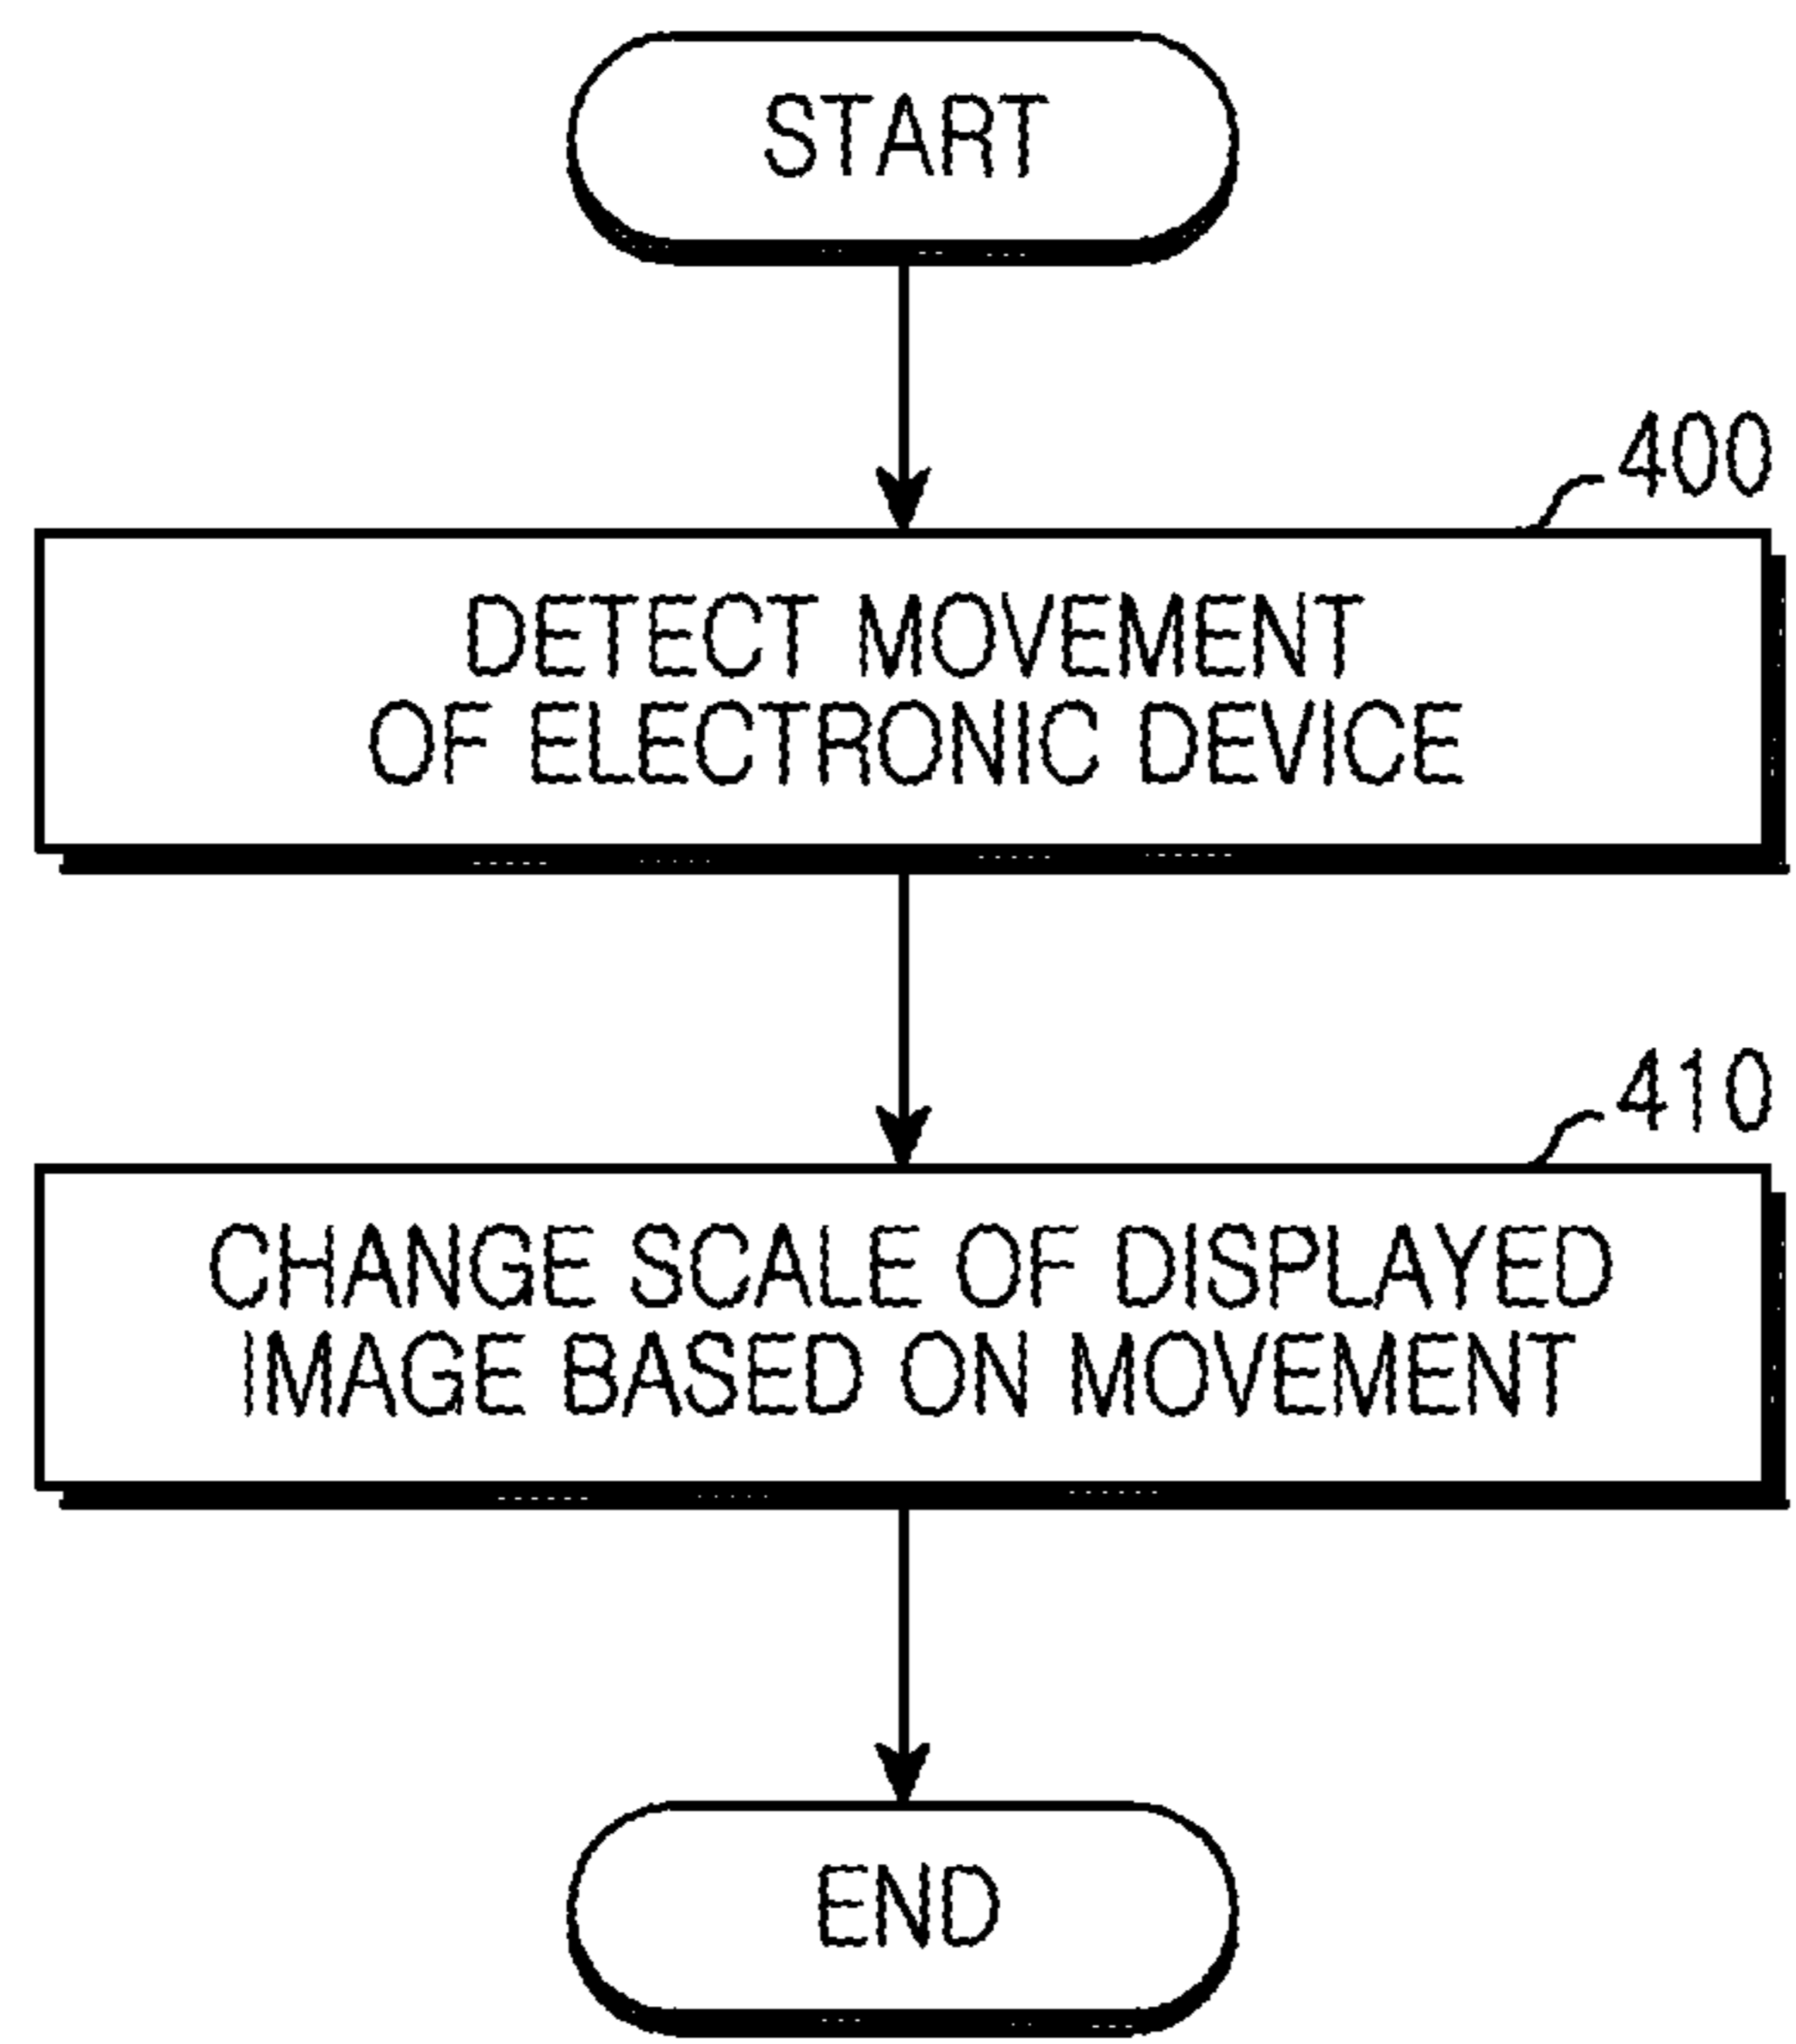 START
400
DETECT MOVEMENT
OF ELECTRONIC DEVICE
410
CHANGE SCALE OF DISPLAYED
IMAGE BASED ON MOVEMENT
END